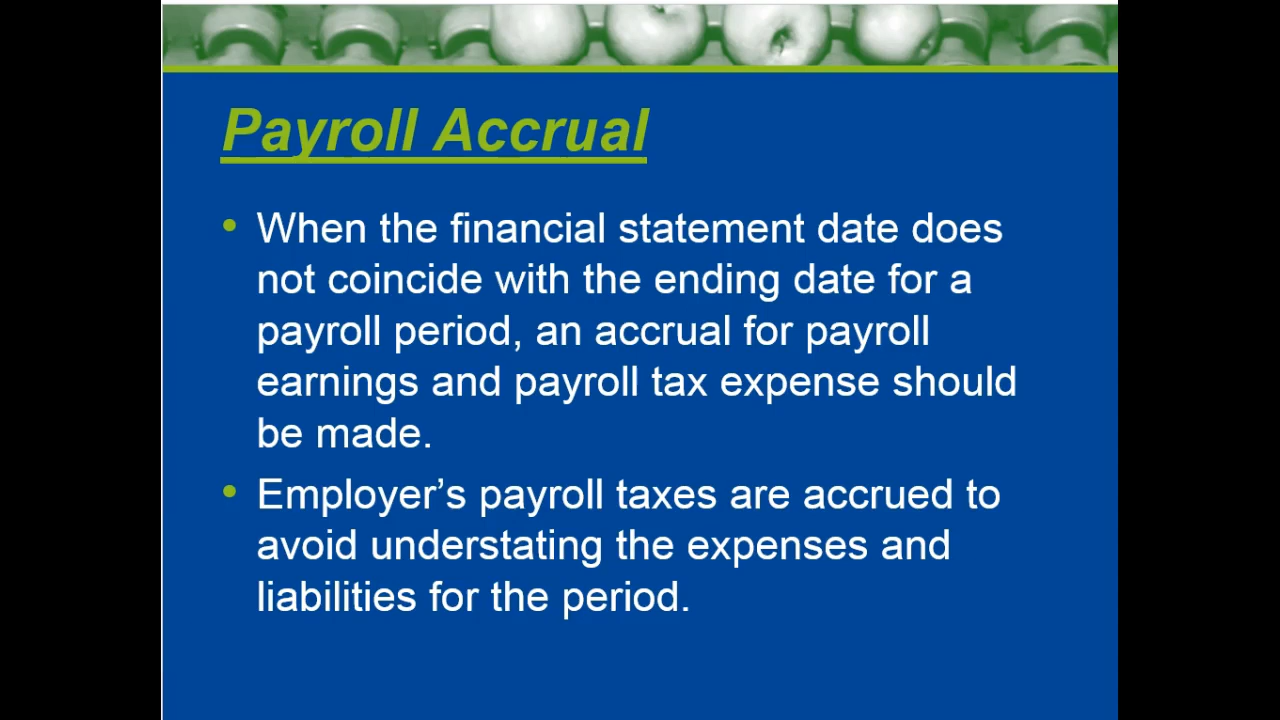 Payroll Accrual
• When the financial statement date does
not coincide with the ending date for a
payroll period, an accrual for payroll
earnings and payroll tax expense should
be made.
• Employer’s payroll taxes are accrued to
avoid understating the expenses and
liabilities for the period.